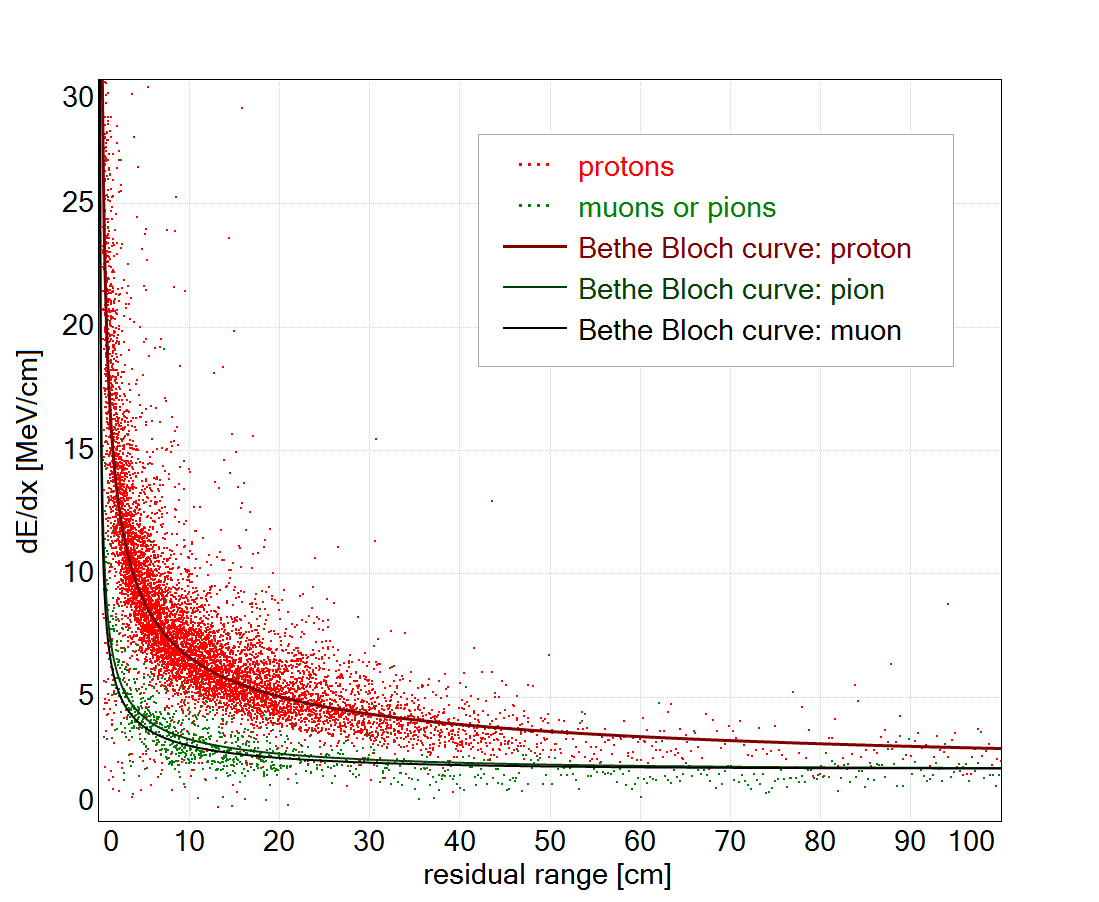 30
25
20
15
10
5
0
dE/dx [MeV/cm]
protons
muons or pions
Bethe Bloch curve: proton
Bethe Bloch curve: pion
Bethe Bloch curve: muon
0 10 20 30 40 50 60 70 80 90 100
residual range [cm]